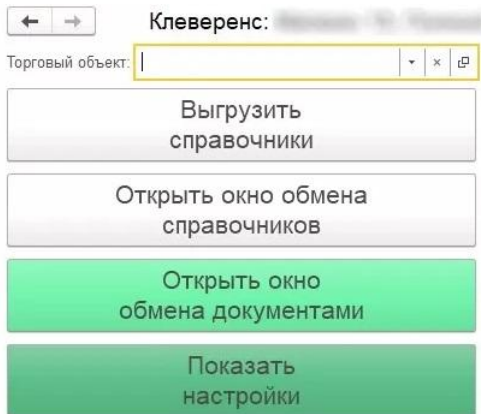 Клеверенс:
Торговый объект:
Выгрузить
справочники
Открыть окно обмена
справочников
Открыть окно
обмена документами
Показать
настройки